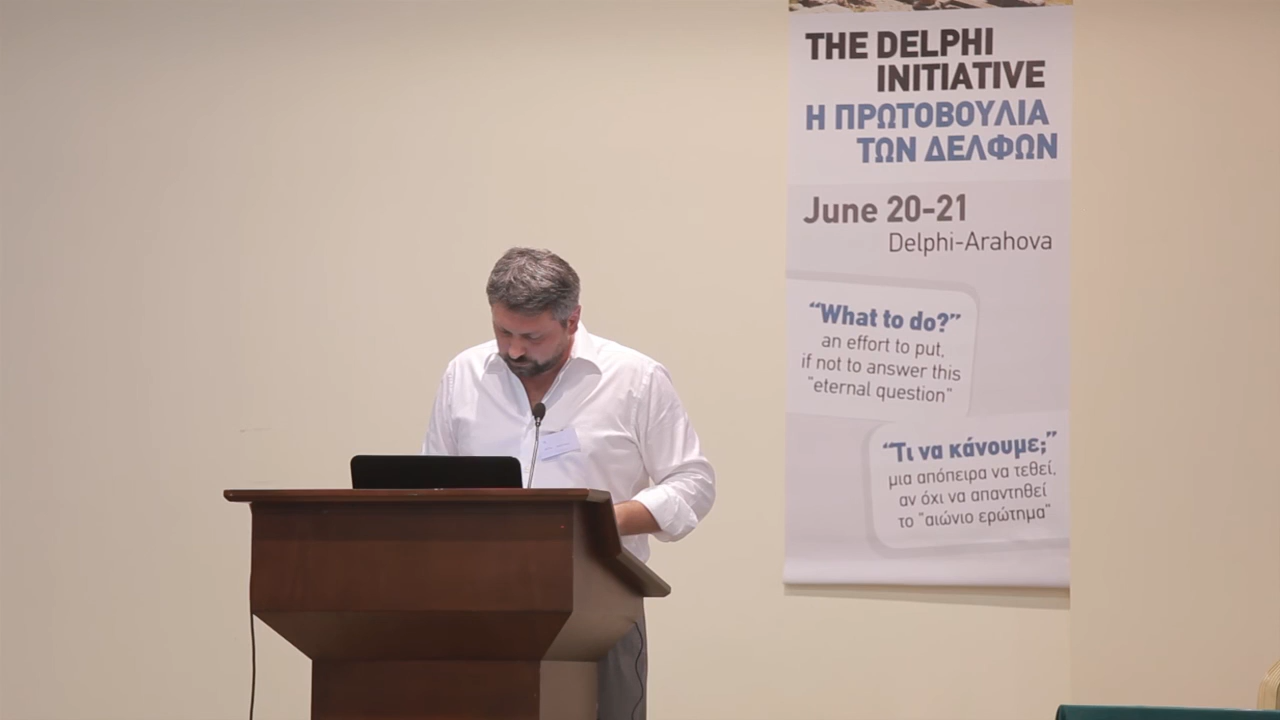 THE DELPHI
INITIATIVE
Η ΠΡΩΤΟΒΟΥΛΙΑ
ΤΩΝ ΔΕΛΦΩΝ
June 20-21
Delphi-Arahova
“What to do?”
an effort to put,
if not to answer this
"eternal question"
“Τι να κάνουμε;”
μια απόπειρα να τεθεί,
αν όχι να απαντηθεί
το "αιώνιο ερώτημα"